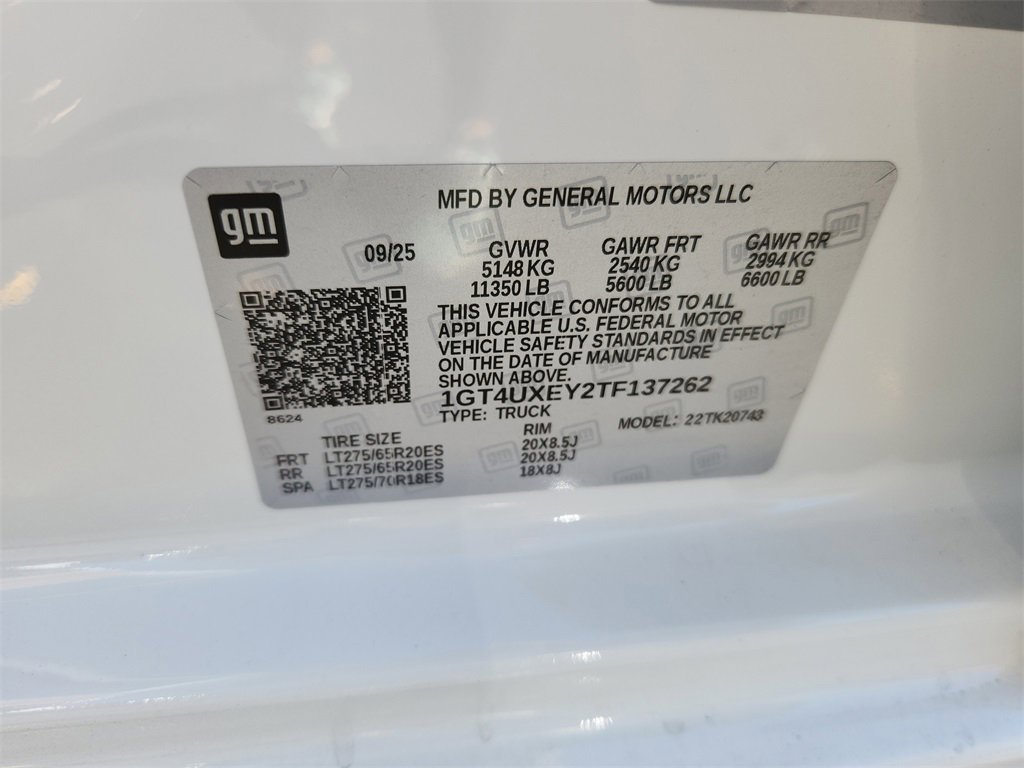 gm
MFD BY GENERAL MOTORS LLC
09/25
GVWR GAWR FRT GAWR RR
5148 KG 2540 KG 2994 KG
11350 LB 5600 LB 6600 LB
THIS VEHICLE CONFORMS TO ALL
APPLICABLE U.S. FEDERAL MOTOR
VEHICLE SAFETY STANDARDS IN EFFECT
ON THE DATE OF MANUFACTURE
SHOWN ABOVE.
1GT4UXEY2TF137262
8624
TYPE: TRUCK MODEL: 22TK20743
TIRE SIZE RIM
FRT LT275/65R20ES 20X8.5J
RR LT275/65R20ES 20X8.5J
SPA LT275/70R18ES 18X8J